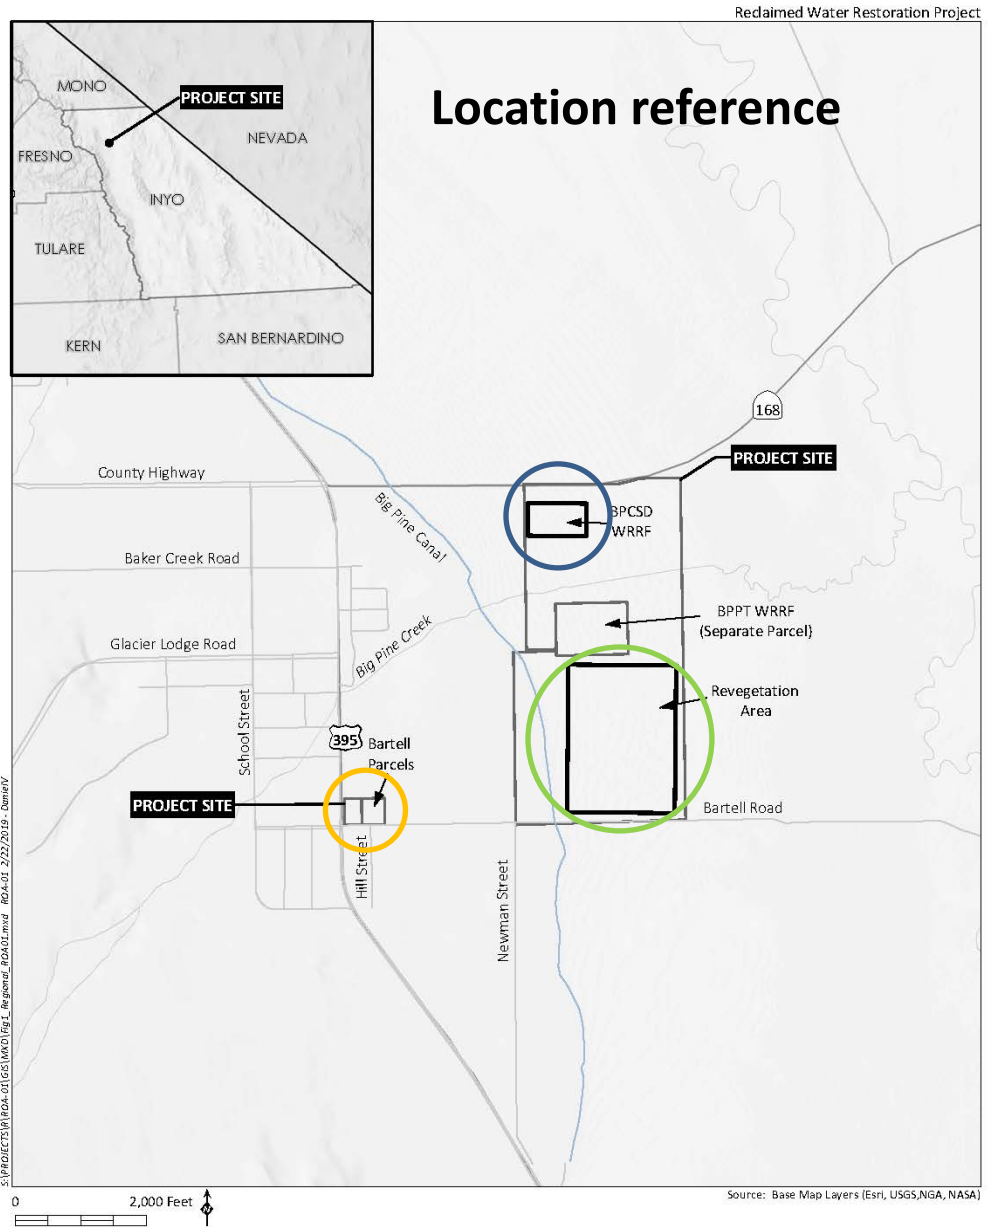 Reclaimed Water Restoration Project
Location reference
MONO
PROJECT SITE
NEVADA
FRESNO
INYO
TULARE
KERN
SAN BERNARDINO
168
PROJECT SITE
County Highway
Big Pine Canal
BPCSD
WRRF
Baker Creek Road
BPPT WRRF
(Separate Parcel)
Glacier Lodge Road
Big Pine Creek
Revegetation
Area
School Street
395
Bartell
Parcels
PROJECT SITE
Bartell Road
Hill Street
Newman Street
S:\PROJECTS\R\ROA-01\GIS\MXD\Fig1_Regional_ROA01.mxd ROA-01 2/22/2019 - DanielV
0
2,000 Feet
N
Source: Base Map Layers (Esri, USGS,NGA, NASA)